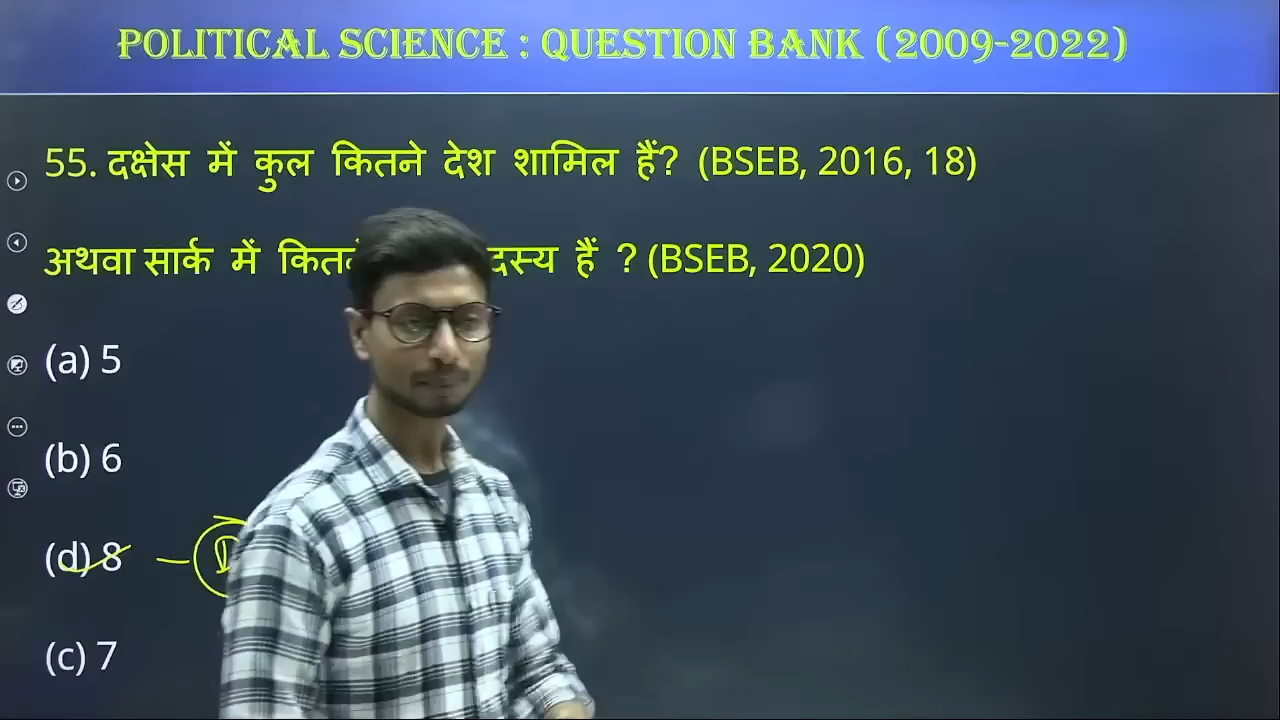 POLITICAL SCIENCE : QUESTION BANK (2009-2022)
55. दक्षेस में कुल कितने देश शामिल हैं? (BSEB, 2016, 18)
अथवा सार्क में हैं ? (BSEB, 2020)
(a) 5
(b) 6
(d) 8
(c) 7